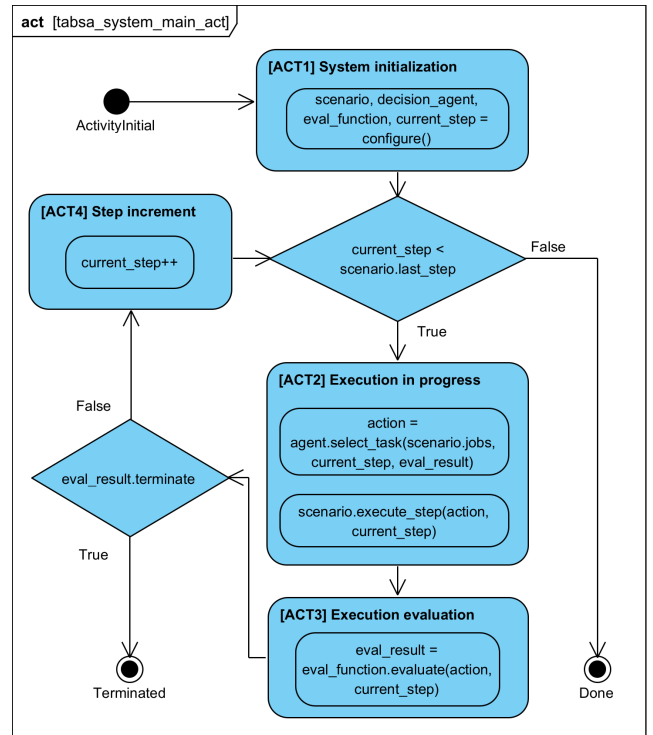 act [tabsa_system_main_act]
[ACT1] System initialization
scenario, decision_agent,
eval_function, current_step =
configure()
ActivityInitial
[ACT4] Step increment
current_step++
current_step <
scenario.last_step
False
True
[ACT2] Execution in progress
action =
agent.select_task(scenario.jobs,
current_step, eval_result)
scenario.execute_step(action,
current_step)
False
eval_result.terminate
True
[ACT3] Execution evaluation
eval_result =
eval_function.evaluate(action,
current_step)
Terminated
Done